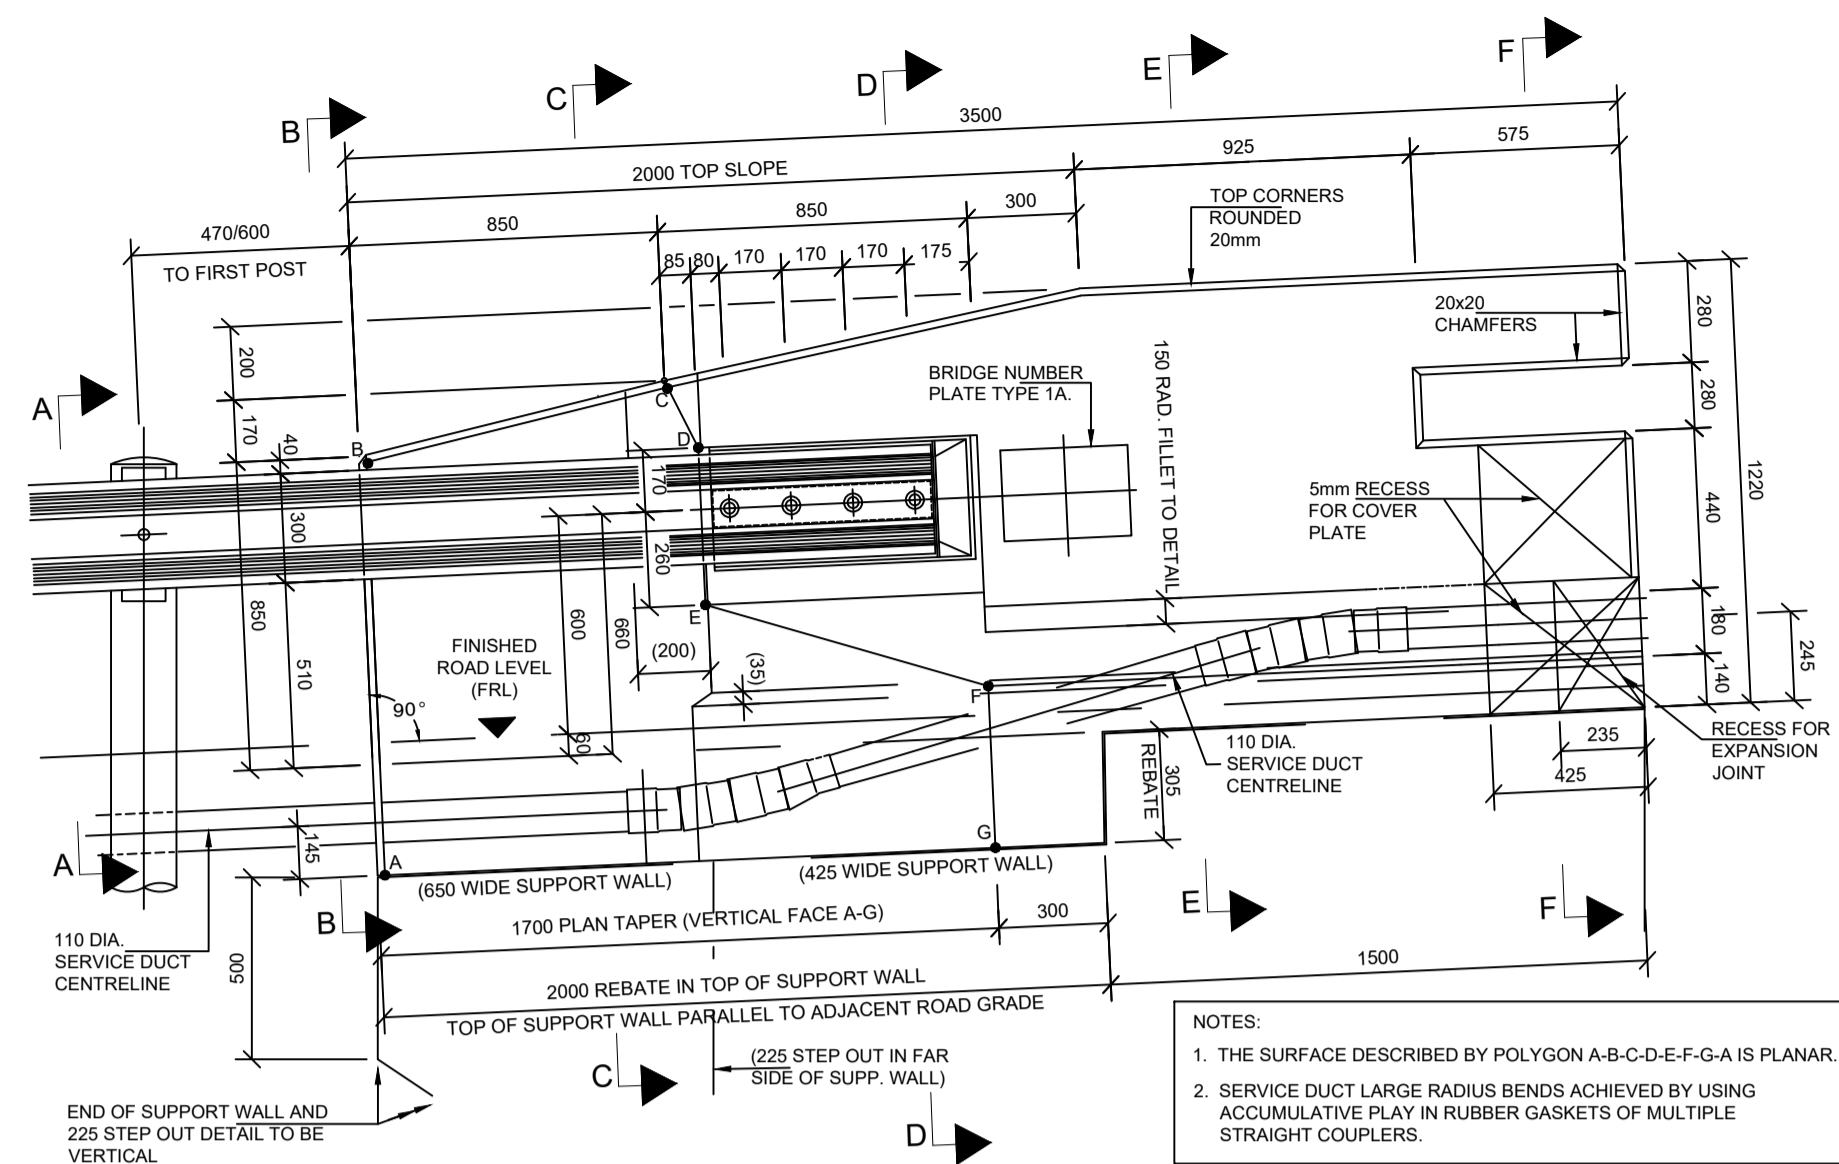 F
E
D
C
B
3500
575
925
2000 TOP SLOPE
TOP CORNERS
ROUNDED
20mm
300
850
850
470/600
TO FIRST POST
85
80
170
170
170
175
20x20
CHAMFERS
280
200
150 RAD. FILLET TO DETAIL
BRIDGE NUMBER
PLATE TYPE 1A.
A
C
280
170
40
B
D
170
1220
5mm RECESS
FOR COVER
PLATE
440
300
260
E
850
600
660
FINISHED
ROAD LEVEL
(FRL)
510
(200)
(35)
180
245
140
F
90°
60
110 DIA.
SERVICE DUCT
CENTRELINE
305
REBATE
235
425
RECESS FOR
EXPANSION
JOINT
145
G
A
A
(650 WIDE SUPPORT WALL)
(425 WIDE SUPPORT WALL)
B
E
F
1700 PLAN TAPER (VERTICAL FACE A-G)
300
110 DIA.
SERVICE DUCT
CENTRELINE
500
1500
2000 REBATE IN TOP OF SUPPORT WALL
TOP OF SUPPORT WALL PARALLEL TO ADJACENT ROAD GRADE
C
(225 STEP OUT IN FAR
SIDE OF SUPP. WALL)
END OF SUPPORT WALL AND
225 STEP OUT DETAIL TO BE
VERTICAL
D
NOTES:
1. THE SURFACE DESCRIBED BY POLYGON A-B-C-D-E-F-G-A IS PLANAR.
2. SERVICE DUCT LARGE RADIUS BENDS ACHIEVED BY USING
ACCUMULATIVE PLAY IN RUBBER GASKETS OF MULTIPLE
STRAIGHT COUPLERS.